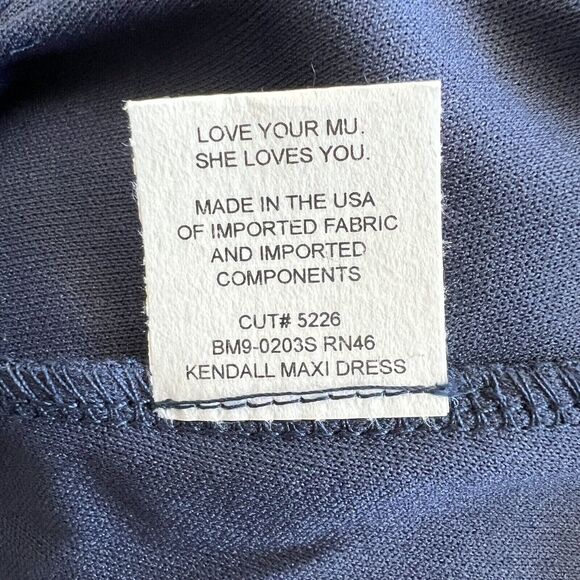 LOVE YOUR MU.
SHE LOVES YOU.
MADE IN THE USA
OF IMPORTED FABRIC
AND IMPORTED
COMPONENTS
CUT# 5226
BM9-0203S RN46
KENDALL MAXI DRESS